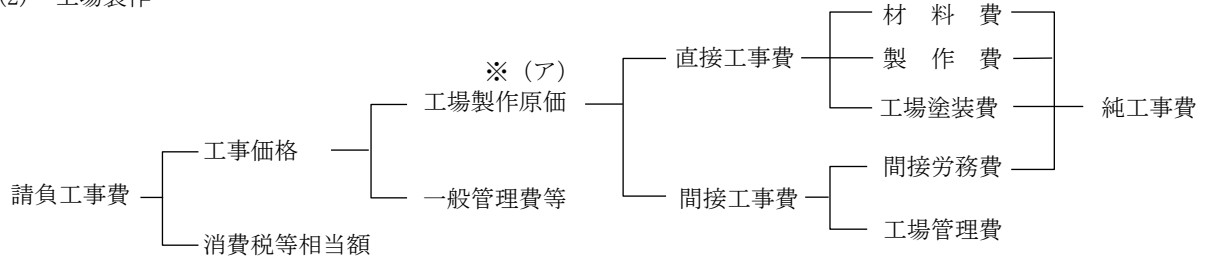 (2) 工場製作
材料費
直接工事費
製作費
※（ア）
工場製作原価
工場塗装費
純工事費
工事価格
間接労務費
請負工事費
一般管理費等
間接工事費
工場管理費
消費税等相当額